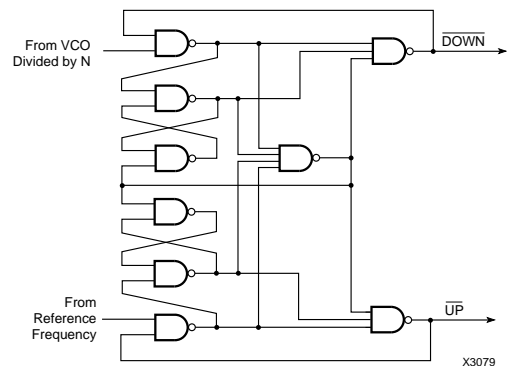 From VCO
Divided by N
DOWN
From
Reference
Frequency
UP
X3079